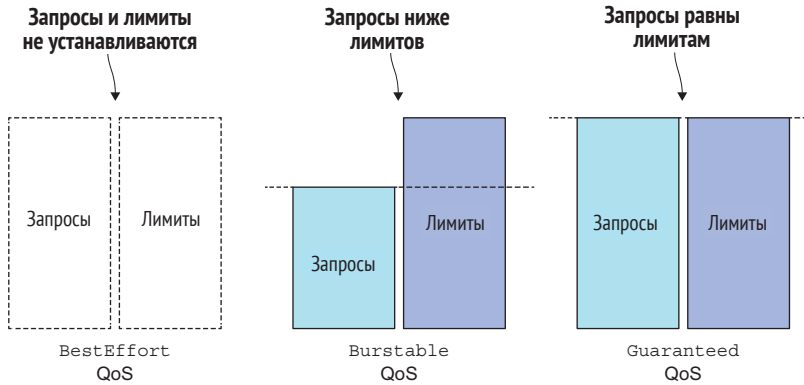 Запросы и лимиты
не устанавливаются
Запросы ниже
лимитов
Запросы равны
лимитам
Запросы
Лимиты
Запросы
Лимиты
Запросы
Лимиты
BestEffort
QoS
Burstable
QoS
Guaranteed
QoS